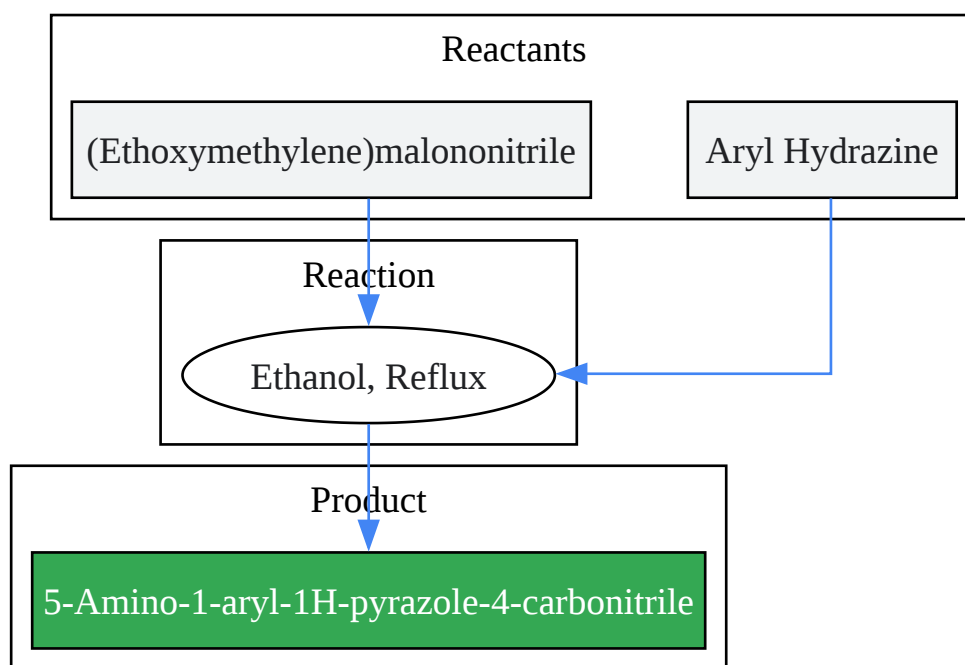 Reactants
(Ethoxymethylene)malononitrile
Aryl Hydrazine
Reaction
Ethanol, Reflux
Product
5-Amino-1-aryl-1H-pyrazole-4-carbonitrile